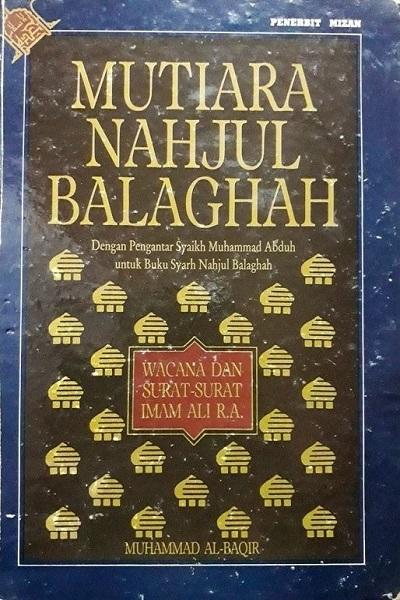 PENERBIT MIZAN
MUTIARA
NAHJUL
BALAGHAH
Dengan Pengantar Syaikh Muhammad Abduh
untuk Buku Syarh Nahjul Balaghah
WACANA DAN
SURAT-SURAT
IMAM ALI R.A.
MUHAMMAD AL-BAQIR